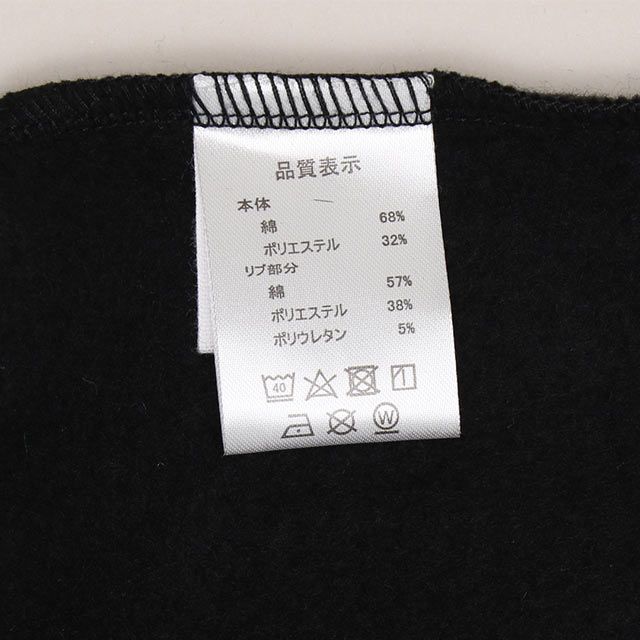 品質表示
本体
綿 68%
ポリエステル 32%
リブ部分
綿 57%
ポリエステル 38%
ポリウレタン 5%
40
W